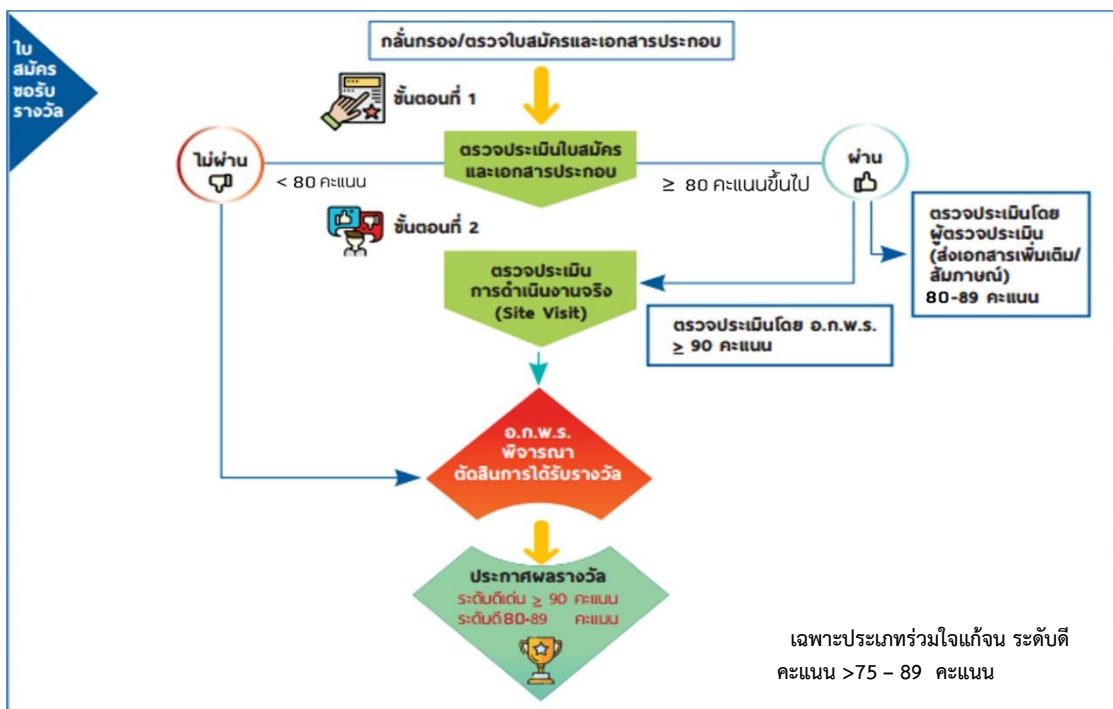 ใบ
สมัคร
ขอรับ
รางวัล
กลั่นกรอง/ตรวจใบสมัครและเอกสารประกอบ
ขั้นตอนที่ 1
ตรวจประเมินใบสมัคร
และเอกสารประกอบ
ไม่ผ่าน
< 80 คะแนน
≥ 80 คะแนนขึ้นไป
ผ่าน
ขั้นตอนที่ 2
ตรวจประเมินโดย
ผู้ตรวจประเมิน
(ส่งเอกสารเพิ่มเติม/
สัมภาษณ์)
80-89 คะแนน
ตรวจประเมิน
การดำเนินงานจริง
(Site Visit)
ตรวจประเมินโดย อ.ก.พ.ร.
≥ 90 คะแนน
อ.ก.พ.ร.
พิจารณา
ตัดสินการได้รับรางวัล
ประกาศผลรางวัล
ระดับดีเด่น ≥ 90 คะแนน
ระดับดี 80-89 คะแนน
เฉพาะประเภทร่วมใจแก้จน ระดับดี
คะแนน >75 – 89 คะแนน